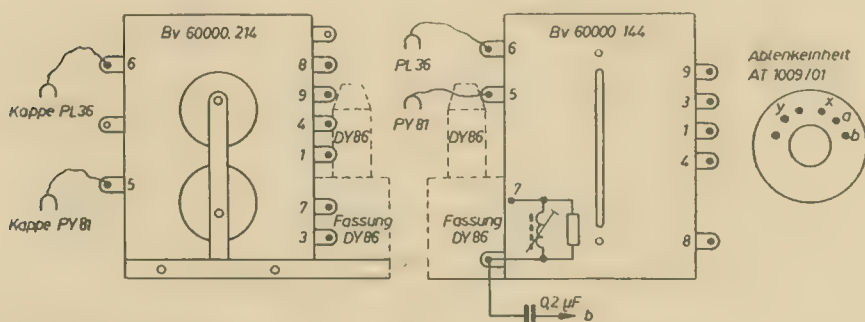 Bv 60000.214
6
Kappe PL36
5
Kappe PY81
8
9
4
1
7
3
DY86
Fassung
DY86
Bv 60000 144
PL36
6
PY81
5
DY86
Fassung
DY86
7
9
3
1
4
8
0,2 µF
b
Ablenkeinheit
AT 1009/01
y
x
a
b